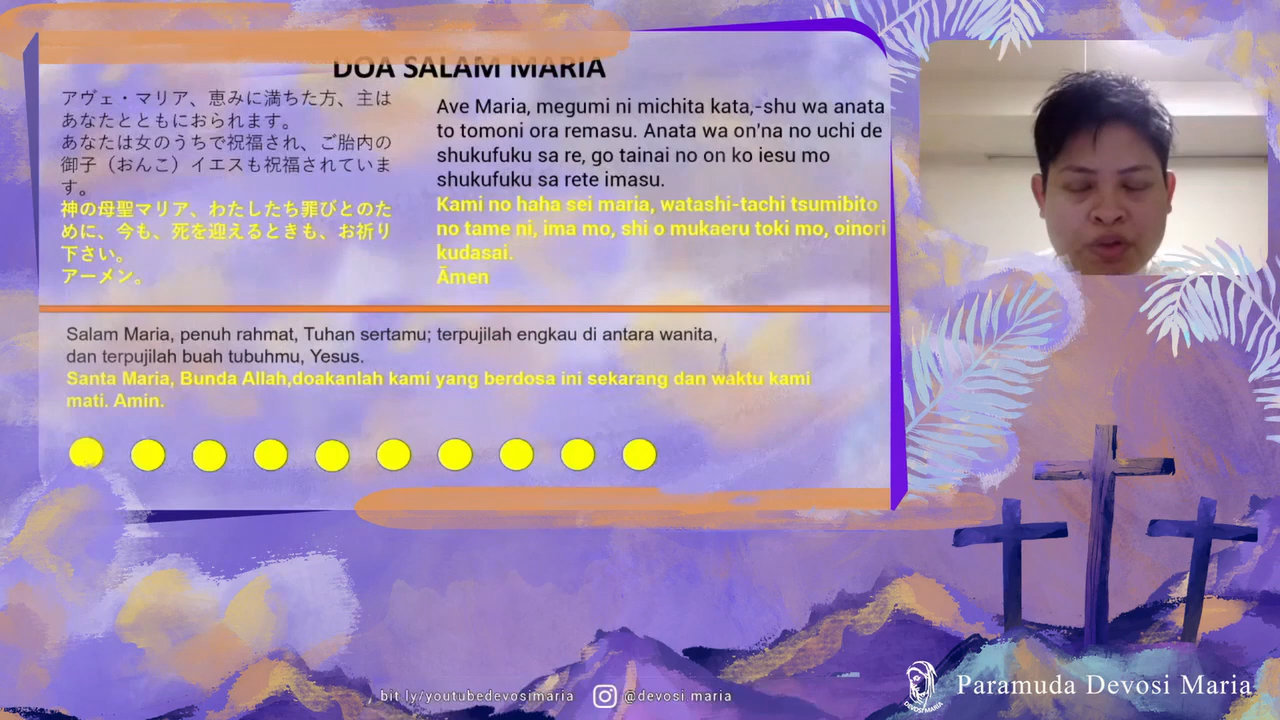 DOA SALAM MARIA
アヴェ・マリア、恵みに満ちた方、主は
あなたとともにおられます。
あなたは女のうちで祝福され、ご胎内の
御子（おんこ）イエスも祝福されていま
す。
神の母聖マリア、わたしたち罪びとのた
めに、今も、死を迎えるときも、お祈り
下さい。
アーメン。
Ave Maria, megumi ni michita kata,-shu wa anata
to tomoni ora remasu. Anata wa on'na no uchi de
shukufuku sa re, go tainai no on ko iesu mo
shukufuku sa rete imasu.
Kami no haha sei maria, watashi-tachi tsumibito
no tame ni, ima mo, shi o mukaeru toki mo, oinori
kudasai.
Āmen
Salam Maria, penuh rahmat, Tuhan sertamu; terpujilah engkau di antara wanita,
dan terpujilah buah tubuhmu, Yesus.
Santa Maria, Bunda Allah,doakanlah kami yang berdosa ini sekarang dan waktu kami
mati. Amin.
/ bit ly/youtubedevosimaria @devosi maria
DEVOSI MARIA
Paramuda Devosi Maria